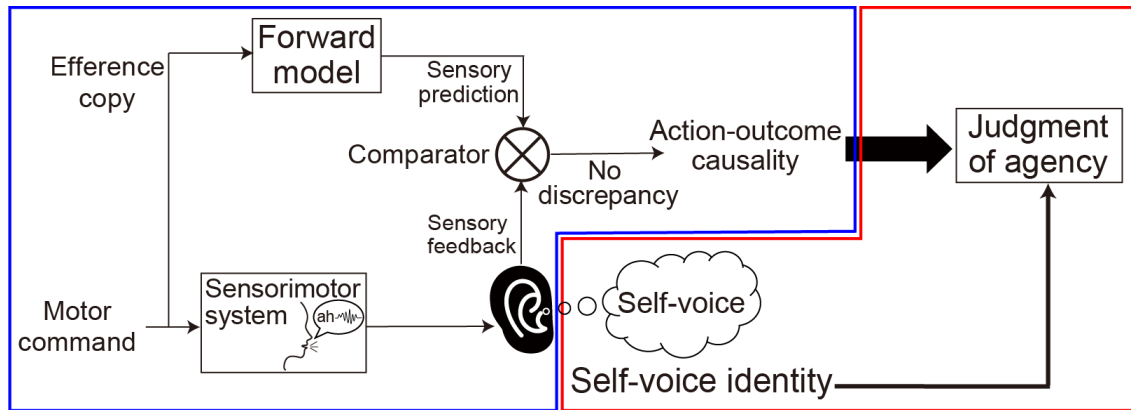 Efference
copy
Forward
model
Sensory
prediction
Comparator
No
discrepancy
Action-outcome
causality
Judgment
of agency
Sensory
feedback
Motor
command
Sensorimotor
system
ah
Self-voice
Self-voice identity